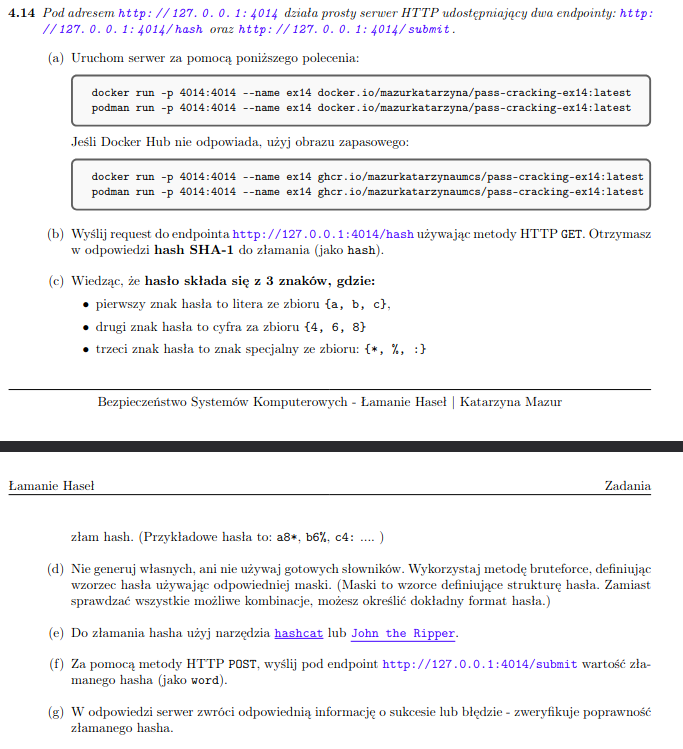 4.14 Pod adresem http://127.0.0.1:4014 działa prosty serwer HTTP udostępniający dwa endpointy: http:
//127.0.0.1:4014/hash oraz http://127.0.0.1:4014/submit.
(a) Uruchom serwer za pomocą poniższego polecenia:
docker run -p 4014:4014 --name ex14 docker.io/mazurkatarzyna/pass-cracking-ex14:latest
podman run -p 4014:4014 --name ex14 docker.io/mazurkatarzyna/pass-cracking-ex14:latest
Jeśli Docker Hub nie odpowiada, użyj obrazu zapasowego:
docker run -p 4014:4014 --name ex14 ghcr.io/mazurkatarzynaumcs/pass-cracking-ex14:latest
podman run -p 4014:4014 --name ex14 ghcr.io/mazurkatarzynaumcs/pass-cracking-ex14:latest
(b) Wyślij request do endpointa http://127.0.0.1:4014/hash używając metody HTTP GET. Otrzymasz
w odpowiedzi hash SHA-1 do złamania (jako hash).
(c) Wiedząc, że hasło składa się z 3 znaków, gdzie:
• pierwszy znak hasła to litera ze zbioru {a, b, c},
• drugi znak hasła to cyfra za zbioru {4, 6, 8}
• trzeci znak hasła to znak specjalny ze zbioru: {*, %, :}
Bezpieczeństwo Systemów Komputerowych - Łamanie Haseł | Katarzyna Mazur
Łamanie Haseł Zadania
złam hash. (Przykładowe hasła to: a8*, b6%, c4: .... )
(d) Nie generuj własnych, ani nie używaj gotowych słowników. Wykorzystaj metodę bruteforce, definiując
wzorzec hasła używając odpowiedniej maski. (Maski to wzorce definiujące strukturę hasła. Zamiast
sprawdzać wszystkie możliwe kombinacje, możesz określić dokładny format hasła.)
(e) Do złamania hasha użyj narzędzia hashcat lub John the Ripper.
(f) Za pomocą metody HTTP POST, wyślij pod endpoint http://127.0.0.1:4014/submit wartość zła-
manego hasha (jako word).
(g) W odpowiedzi serwer zwróci odpowiednią informację o sukcesie lub błędzie - zweryfikuje poprawność
złamanego hasha.